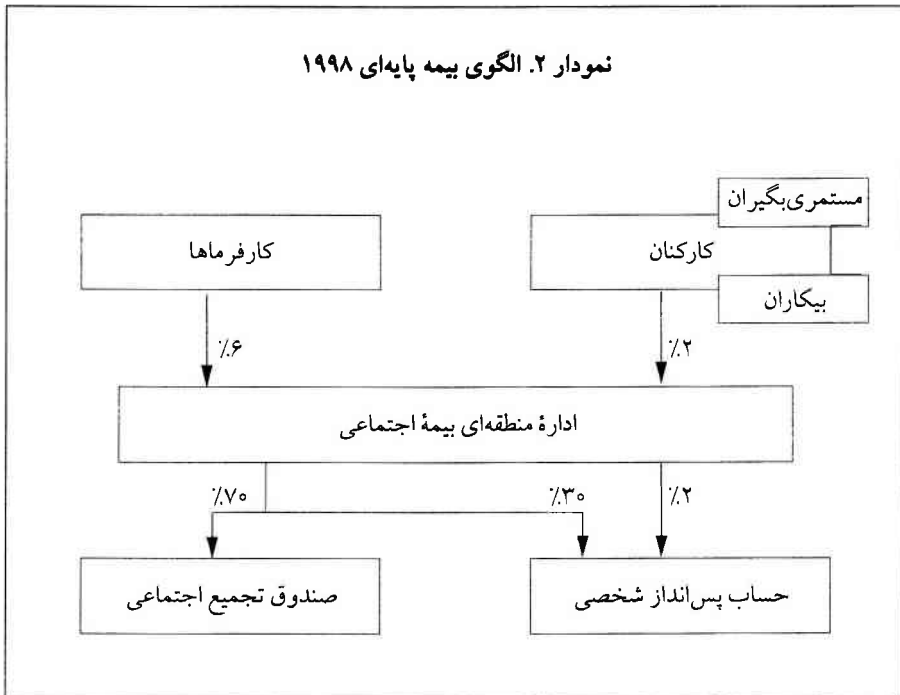 نمودار ۲. الگوی بیمه پایه‌ای ۱۹۹۸
مستمری‌بگیران
کارکنان
کارفرماها
بیکاران
٪۲
٪۶
ادارهٔ منطقه‌ای بیمهٔ اجتماعی
٪۲
٪۳۰
٪۷۰
حساب پس‌انداز شخصی
صندوق تجمیع اجتماعی